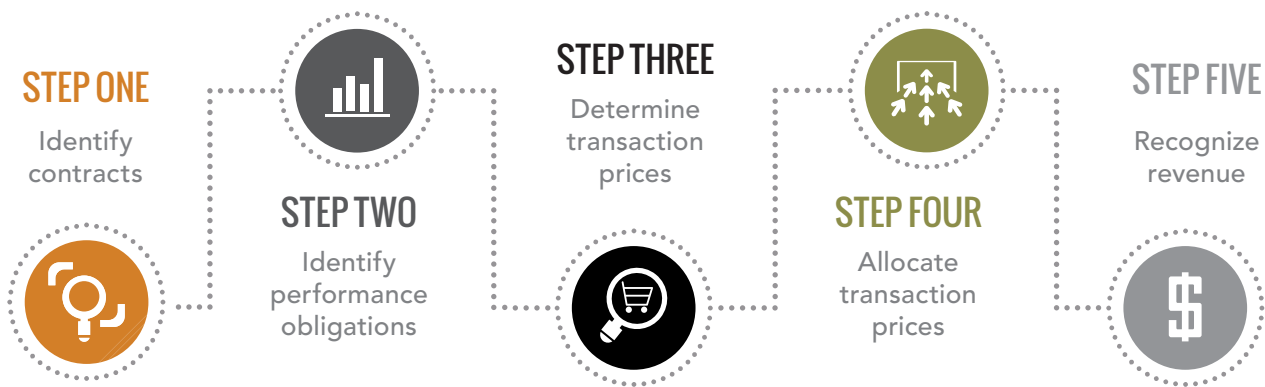 STEP ONE
Identify
contracts
STEP TWO
Identify
performance
obligations
STEP THREE
Determine
transaction
prices
STEP FOUR
Allocate
transaction
prices
STEP FIVE
Recognize
revenue
$